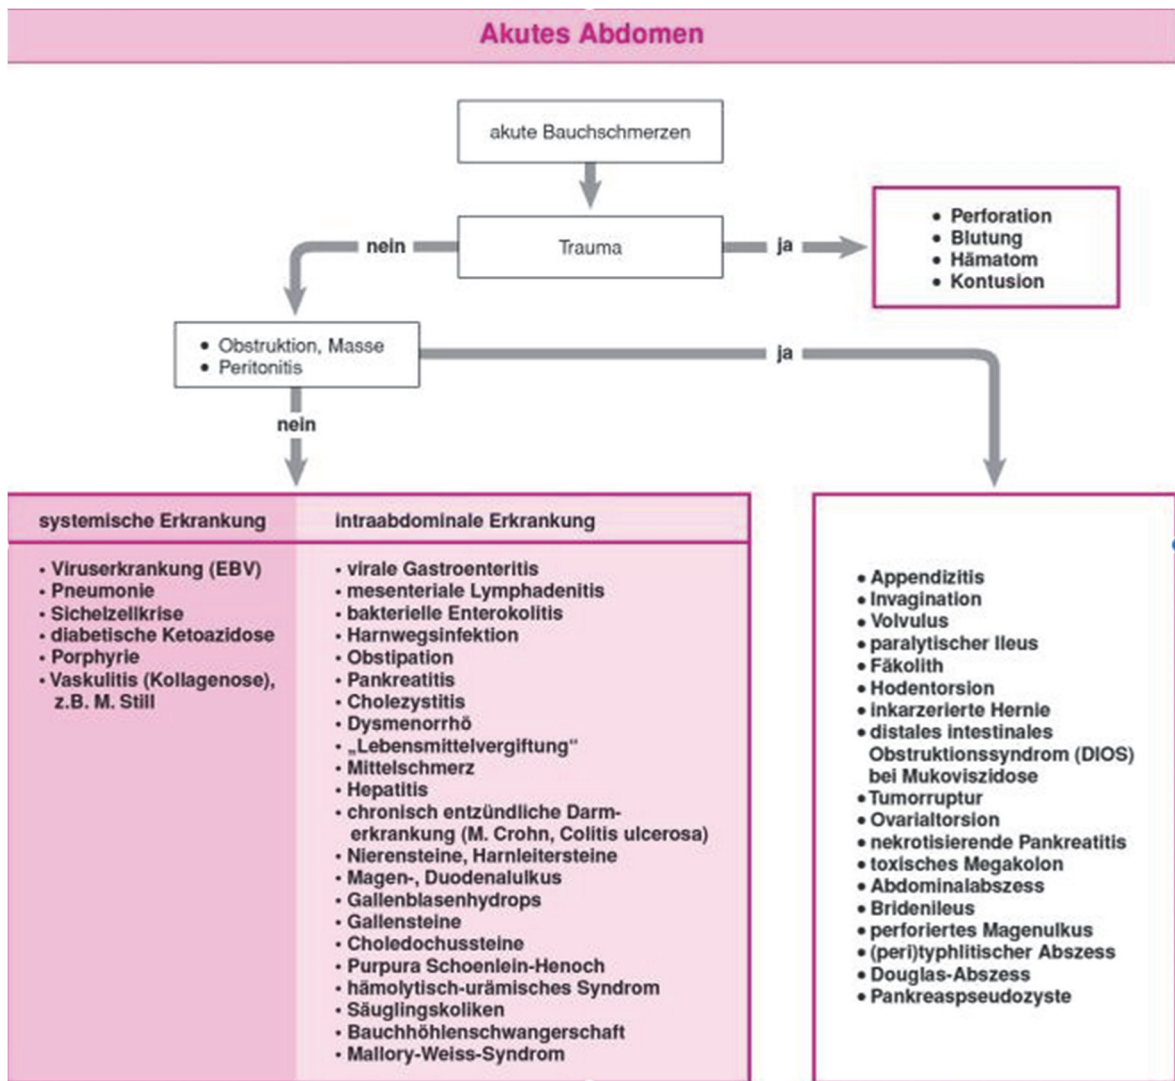 Akutes Abdomen
akute Bauchschmerzen
Trauma
nein
ja
• Perforation
• Blutung
• Hämatom
• Kontusion
• Obstruktion, Masse
• Peritonitis
ja
nein
systemische Erkrankung
• Viruserkrankung (EBV)
• Pneumonie
• Sichelzellkrise
• diabetische Ketoazidose
• Porphyrie
• Vaskulitis (Kollagenose),
z.B. M. Still
intraabdominale Erkrankung
• virale Gastroenteritis
• mesenteriale Lymphadenitis
• bakterielle Enterokolitis
• Harnwegsinfektion
• Obstipation
• Pankreatitis
• Cholezystitis
• Dysmenorrhö
• „Lebensmittelvergiftung“
• Mittelschmerz
• Hepatitis
• chronisch entzündliche Darm-
erkrankung (M. Crohn, Colitis ulcerosa)
• Nierensteine, Harnleitersteine
• Magen-, Duodenalulkus
• Gallenblasenhydrops
• Gallensteine
• Choledochussteine
• Purpura Schoenlein-Henoch
• hämolytisch-urämisches Syndrom
• Säuglingskoliken
• Bauchhöhlenschwangerschaft
• Mallory-Weiss-Syndrom
• Appendizitis
• Invagination
• Volvulus
• paralytischer Ileus
• Fäkolith
• Hodentorsion
• inkarzerierte Hernie
• distales intestinales
Obstruktionssyndrom (DIOS)
bei Mukoviszidose
• Tumorruptur
• Ovarialtorsion
• nekrotisierende Pankreatitis
• toxisches Megakolon
• Abdominalabszess
• Bridenileus
• perforiertes Magenulkus
• (peri)typhlitischer Abszess
• Douglas-Abszess
• Pankreaspseudozyste